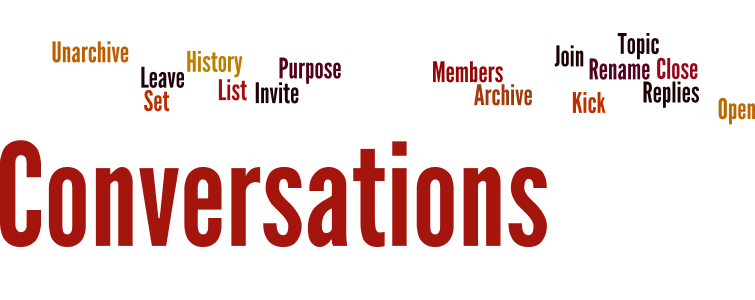 Unarchive
Leave
Set
History
List
Purpose
Invite
Members
Archive
Join
Topic
Rename
Close
Kick
Replies
Open
Conversations